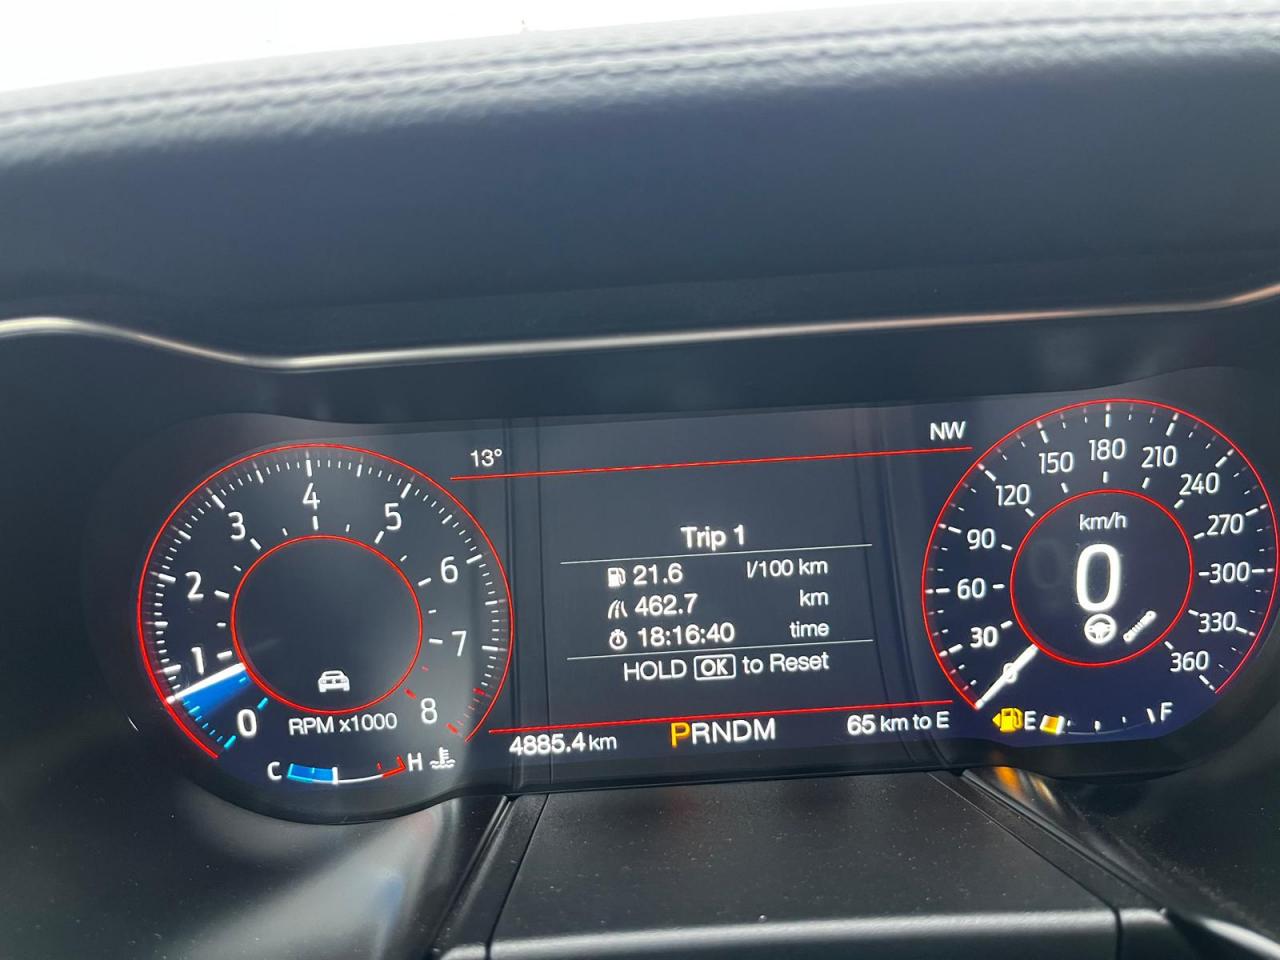 13°
NW
Trip 1
21.6 l/100 km
462.7 km
18:16:40 time
HOLD OK to Reset
4885.4 km
PRNDM
65 km to E
0
1
2
3
4
5
6
7
8
RPM x1000
C H
km/h
0
0
30
60
90
120
150
180
210
240
270
300
330
360
E F